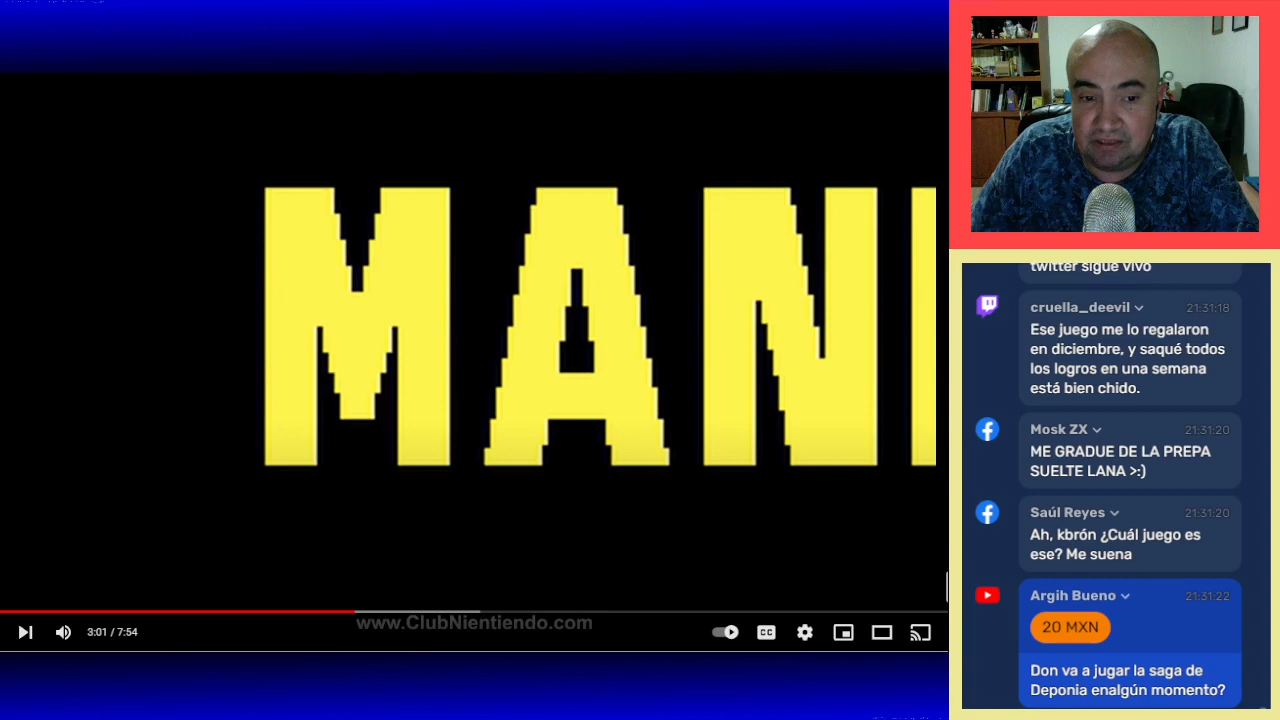 MAN
3:01 / 7:54
www.ClubNientiendo.com
CC
twitter sigue vivo
cruella_deevil
21:31:18
Ese juego me lo regalaron
en diciembre, y saqué todos
los logros en una semana
está bien chido.
Mosk ZX
21:31:20
ME GRADUE DE LA PREPA
SUELTE LANA >:)
Saúl Reyes
21:31:20
Ah, kbrón ¿Cuál juego es
ese? Me suena
Argih Bueno
21:31:22
20 MXN
Don va a jugar la saga de
Deponia enalgún momento?